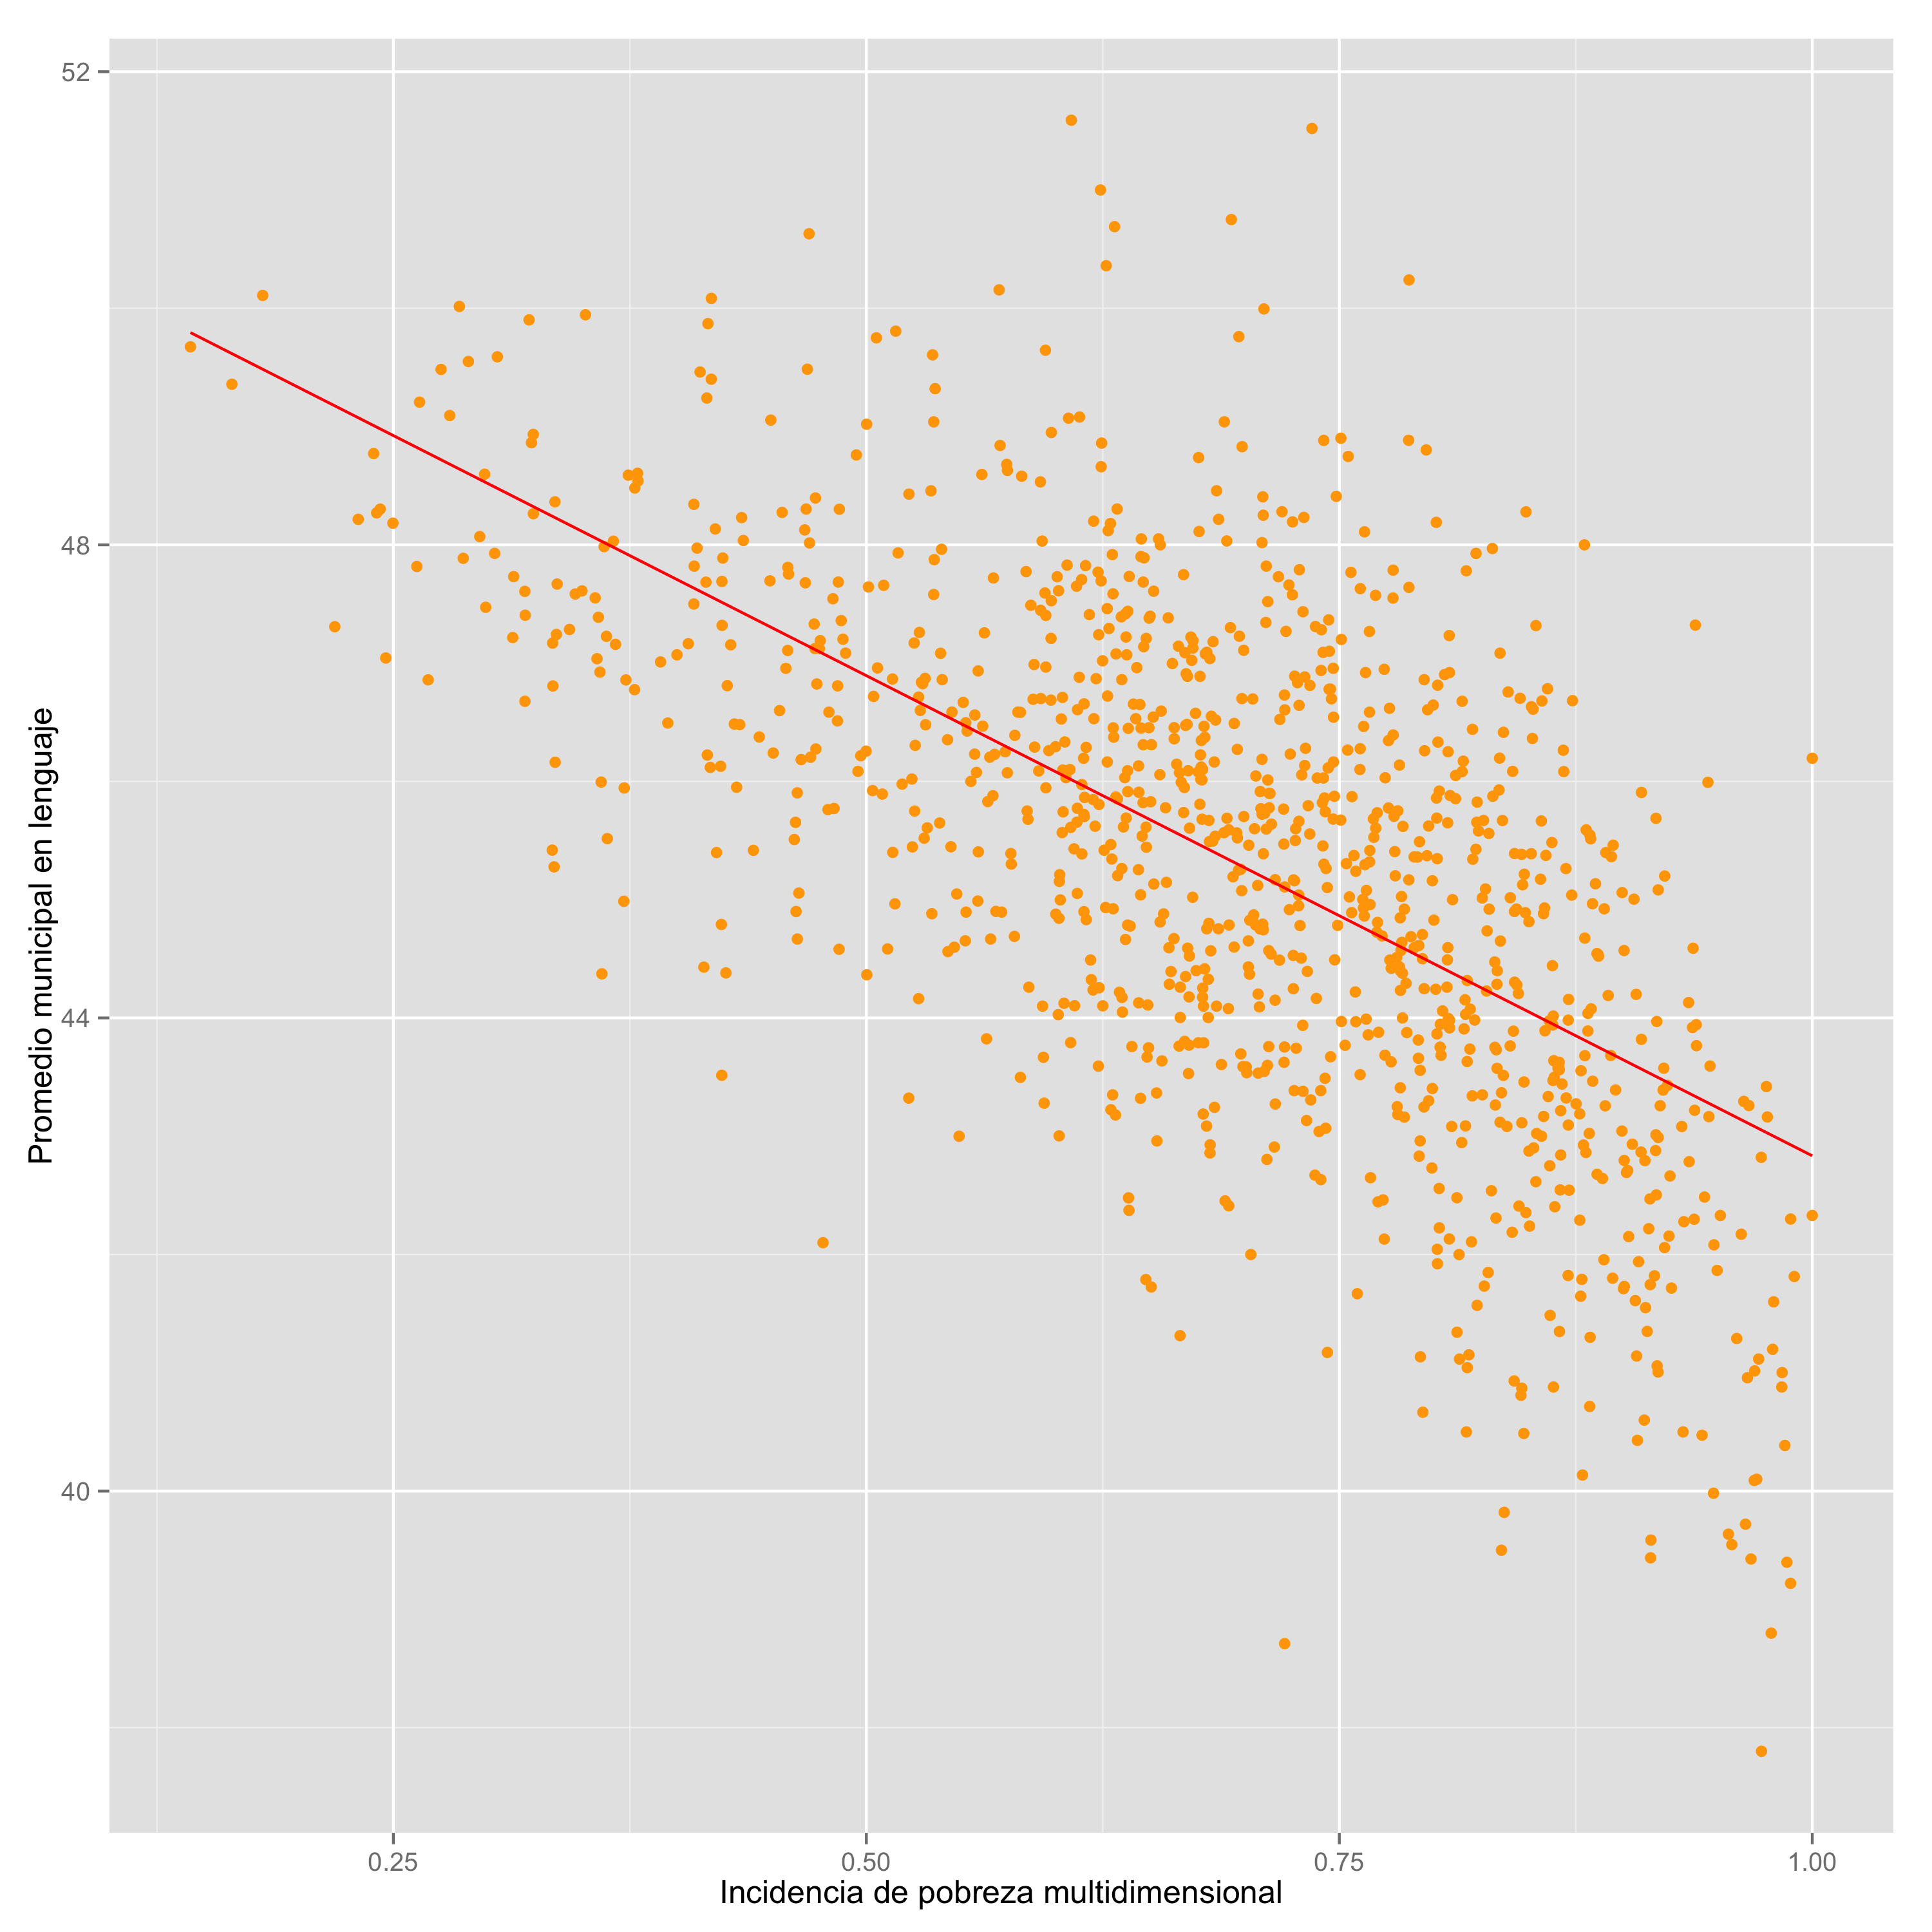 Promedio municipal en lenguaje
52
48
44
40
0.25 0.50 0.75 1.00
Incidencia de pobreza multidimensional